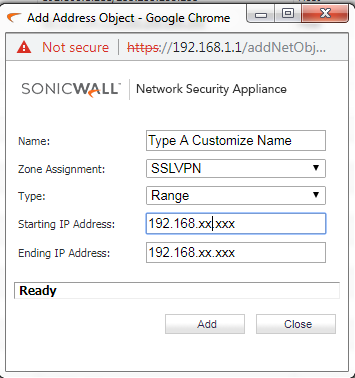 Add Address Object - Google Chrome
Not secure | https://192.168.1.1/addNetObj...
SONICWALL | Network Security Appliance
Name: Type A Customize Name
Zone Assignment: SSLVPN
Type: Range
Starting IP Address: 192.168.xx.xxx
Ending IP Address: 192.168.xx.xxx
Ready
Add Close